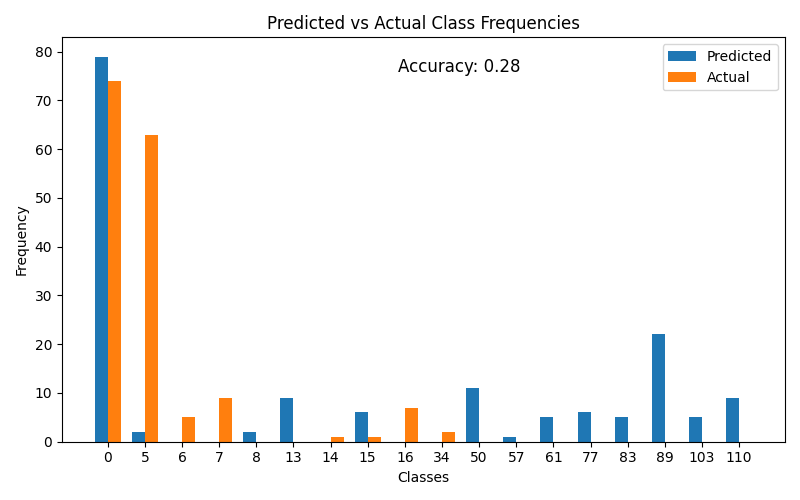 Predicted vs Actual Class Frequencies
Accuracy: 0.28
Predicted
Actual
Frequency
80
70
60
50
40
30
20
10
0
0 5 6 7 8 13 14 15 16 34 50 57 61 77 83 89 103 110
Classes